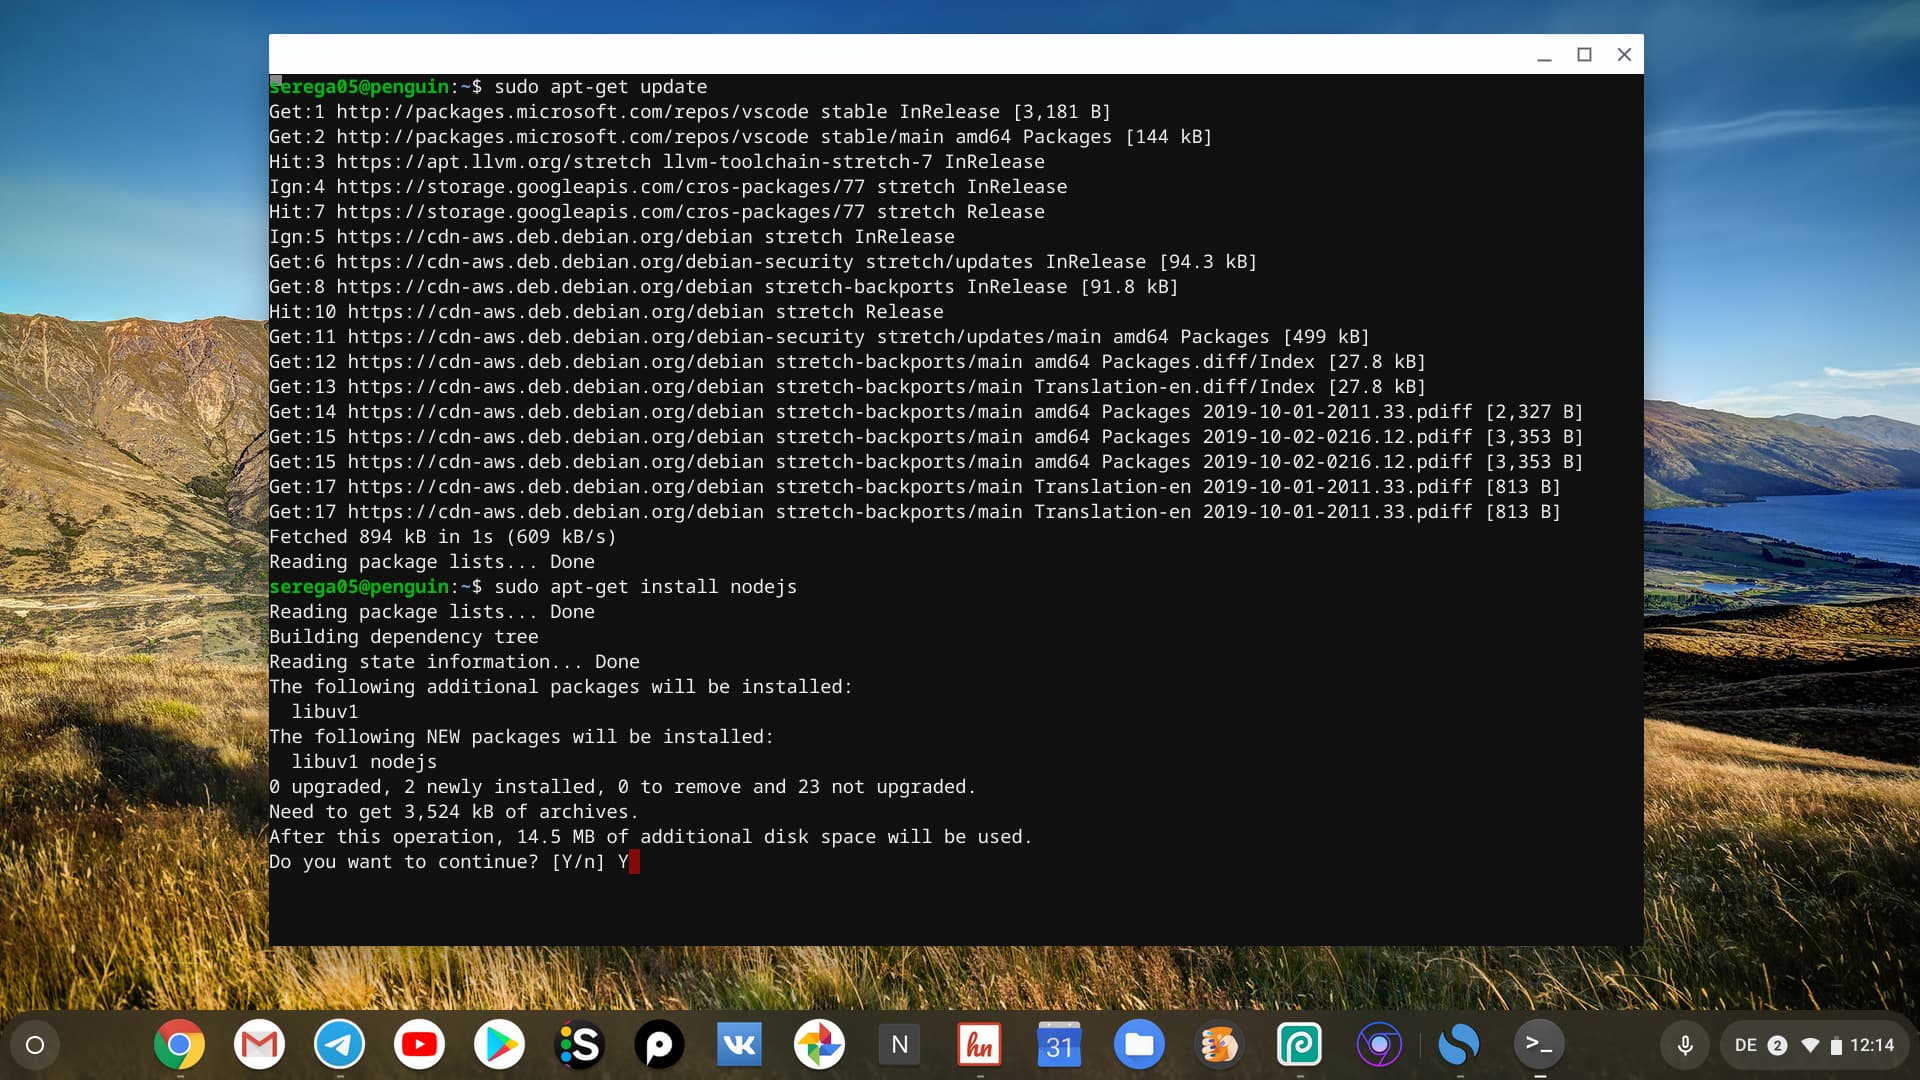 serega05@penguin:~$ sudo apt-get update
Get:1 http://packages.microsoft.com/repos/vscode stable InRelease [3,181 B]
Get:2 http://packages.microsoft.com/repos/vscode stable/main amd64 Packages [144 kB]
Hit:3 https://apt.llvm.org/stretch llvm-toolchain-stretch-7 InRelease
Ign:4 https://storage.googleapis.com/cros-packages/77 stretch InRelease
Hit:7 https://storage.googleapis.com/cros-packages/77 stretch Release
Ign:5 https://cdn-aws.deb.debian.org/debian stretch InRelease
Get:6 https://cdn-aws.deb.debian.org/debian-security stretch/updates InRelease [94.3 kB]
Get:8 https://cdn-aws.deb.debian.org/debian stretch-backports InRelease [91.8 kB]
Hit:10 https://cdn-aws.deb.debian.org/debian stretch Release
Get:11 https://cdn-aws.deb.debian.org/debian-security stretch/updates/main amd64 Packages [499 kB]
Get:12 https://cdn-aws.deb.debian.org/debian stretch-backports/main amd64 Packages.diff/Index [27.8 kB]
Get:13 https://cdn-aws.deb.debian.org/debian stretch-backports/main Translation-en.diff/Index [27.8 kB]
Get:14 https://cdn-aws.deb.debian.org/debian stretch-backports/main amd64 Packages 2019-10-01-2011.33.pdiff [2,327 B]
Get:15 https://cdn-aws.deb.debian.org/debian stretch-backports/main amd64 Packages 2019-10-02-0216.12.pdiff [3,353 B]
Get:15 https://cdn-aws.deb.debian.org/debian stretch-backports/main amd64 Packages 2019-10-02-0216.12.pdiff [3,353 B]
Get:17 https://cdn-aws.deb.debian.org/debian stretch-backports/main Translation-en 2019-10-01-2011.33.pdiff [813 B]
Get:17 https://cdn-aws.deb.debian.org/debian stretch-backports/main Translation-en 2019-10-01-2011.33.pdiff [813 B]
Fetched 894 kB in 1s (609 kB/s)
Reading package lists... Done
serega05@penguin:~$ sudo apt-get install nodejs
Reading package lists... Done
Building dependency tree
Reading state information... Done
The following additional packages will be installed:
  libuv1
The following NEW packages will be installed:
  libuv1 nodejs
0 upgraded, 2 newly installed, 0 to remove and 23 not upgraded.
Need to get 3,524 kB of archives.
After this operation, 14.5 MB of additional disk space will be used.
Do you want to continue? [Y/n] Y
S N hn 31 >_ DE 2 12:14